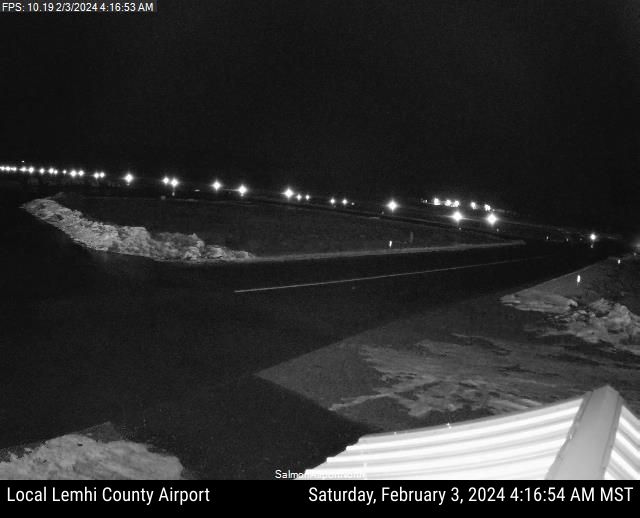 FPS: 10.19 2/3/2024 4:16:53 AM
Local Lemhi County Airport
Saturday, February 3, 2024 4:16:54 AM MST